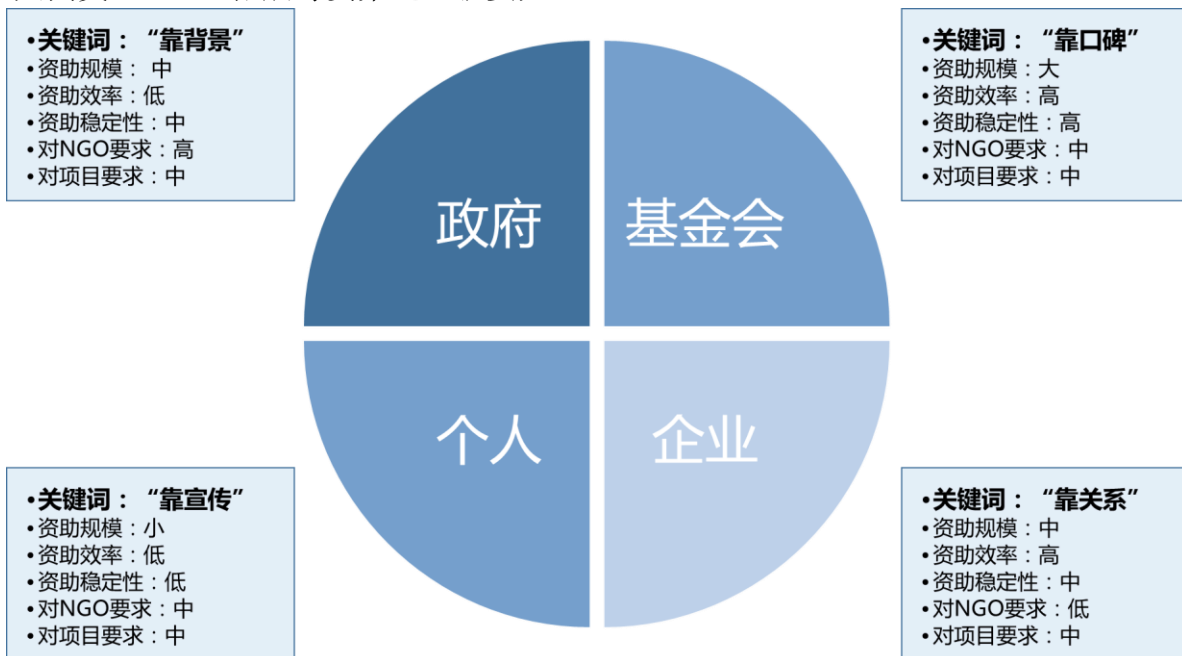 •关键词：“靠背景”
•资助规模： 中
•资助效率：低
•资助稳定性：中
•对NGO要求：高
•对项目要求：中
•关键词：“靠口碑”
•资助规模：大
•资助效率：高
•资助稳定性：高
•对NGO要求：中
•对项目要求：中
政府
基金会
个人
企业
•关键词：“靠宣传”
•资助规模：小
•资助效率：低
•资助稳定性：低
•对NGO要求：中
•对项目要求：中
•关键词：“靠关系”
•资助规模：中
•资助效率：高
•资助稳定性：中
•对NGO要求：低
•对项目要求：中